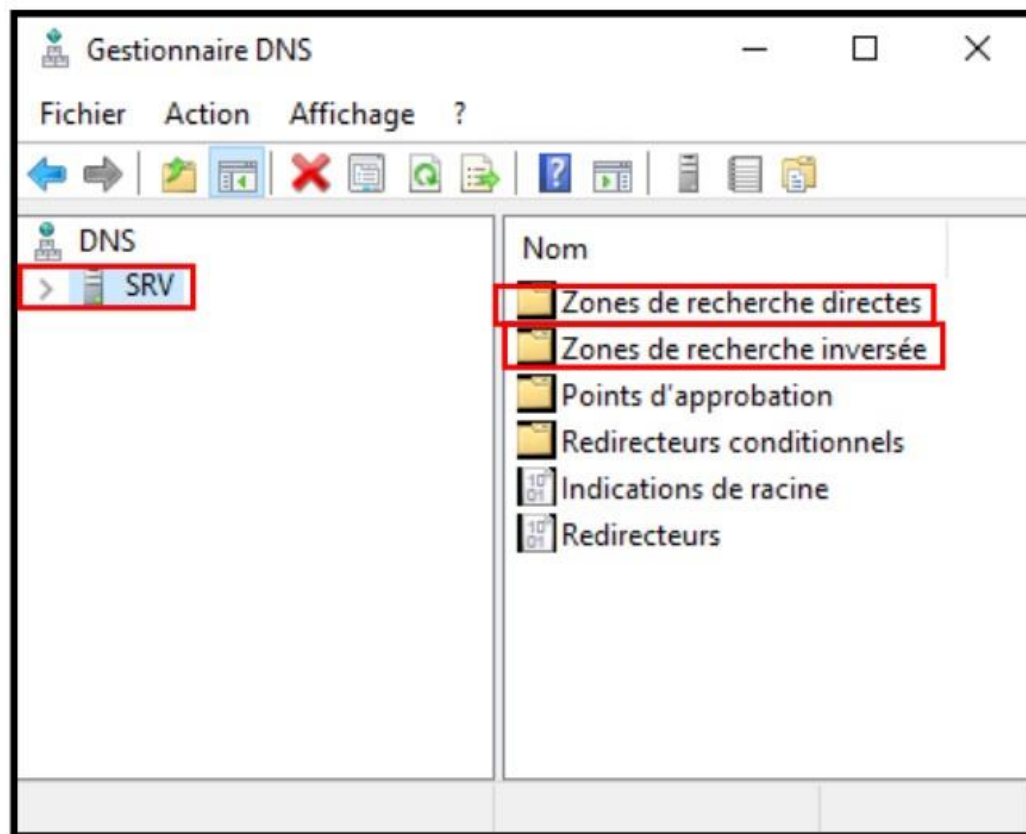 Gestionnaire DNS
Fichier Action Affichage ?
DNS
SRV
Nom
Zones de recherche directes
Zones de recherche inversée
Points d'approbation
Redirecteurs conditionnels
Indications de racine
Redirecteurs